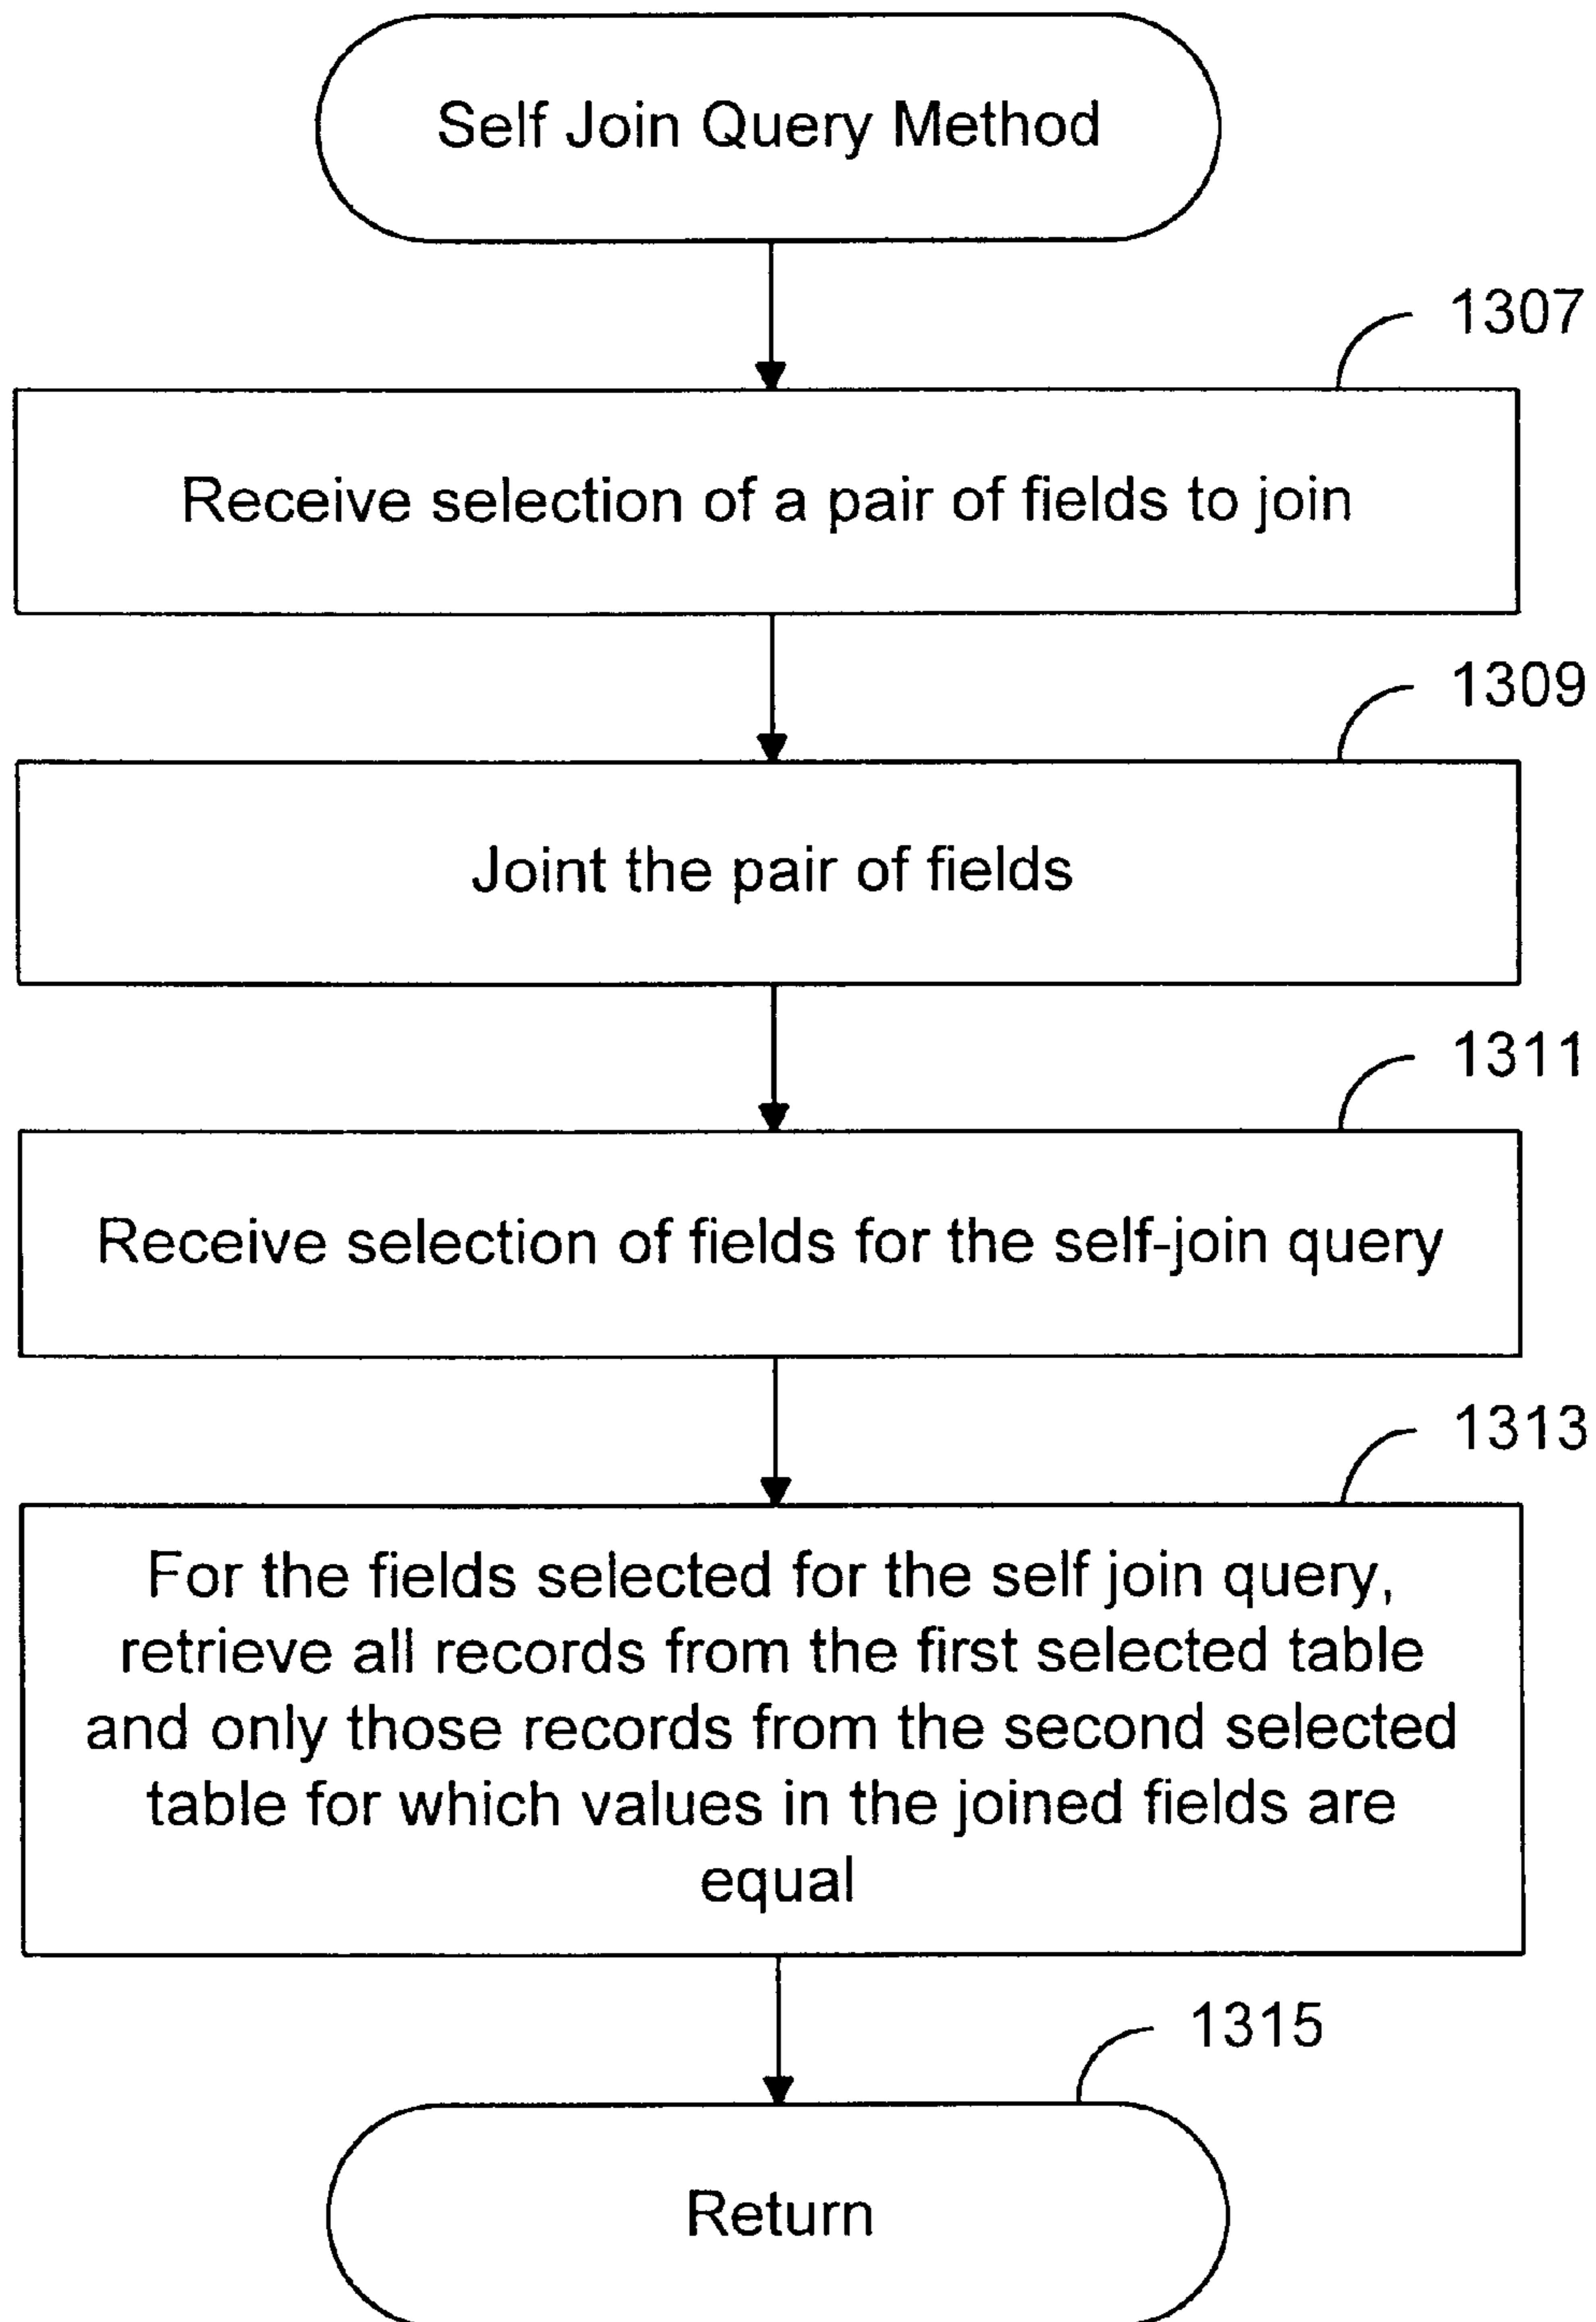 Self Join Query Method
1307
Receive selection of a pair of fields to join
1309
Joint the pair of fields
1311
Receive selection of fields for the self-join query
1313
For the fields selected for the self join query,
retrieve all records from the first selected table
and only those records from the second selected
table for which values in the joined fields are
equal
1315
Return